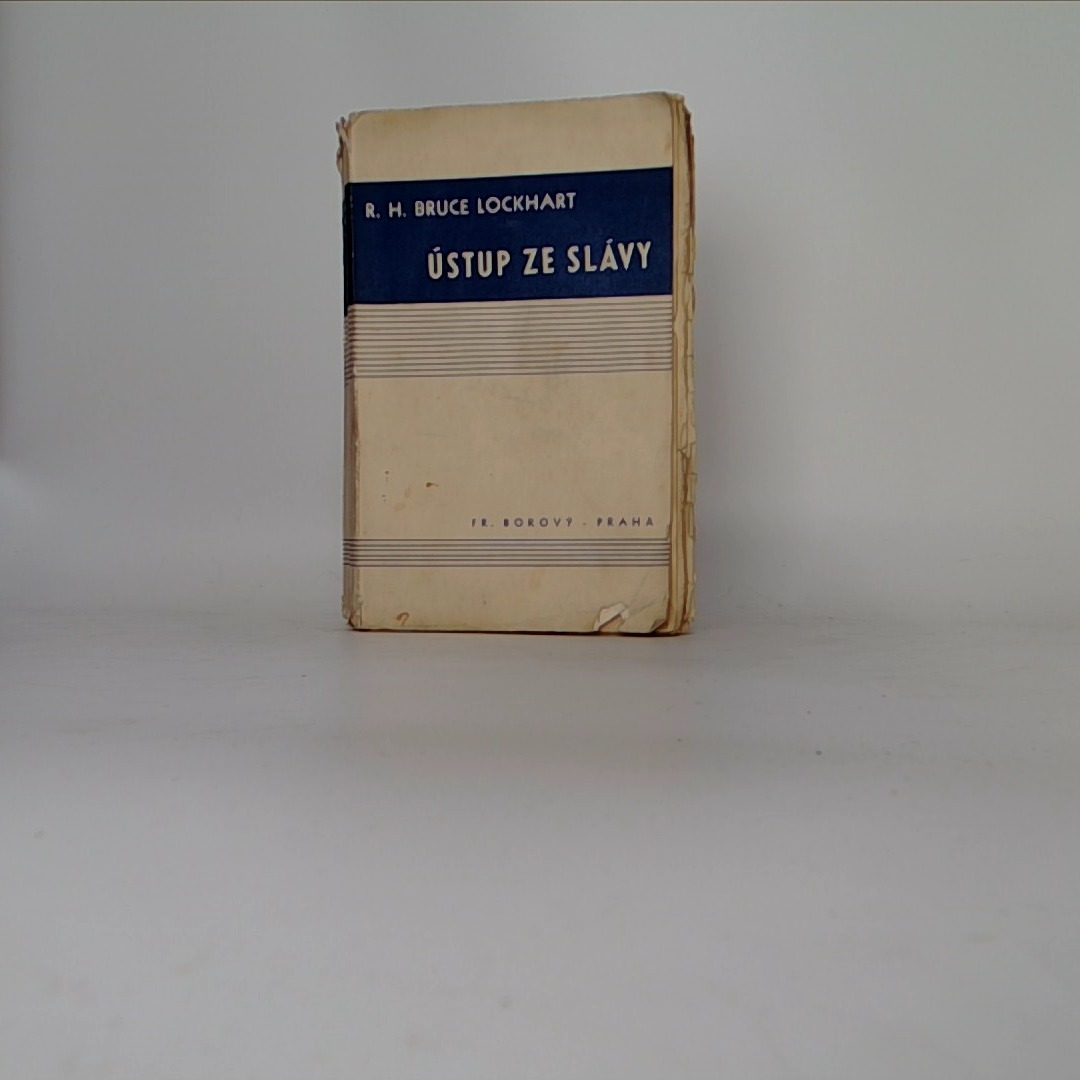 R. H. BRUCE LOCKHART
ÚSTUP ZE SLÁVY
FR. BOROVÝ - PRAHA